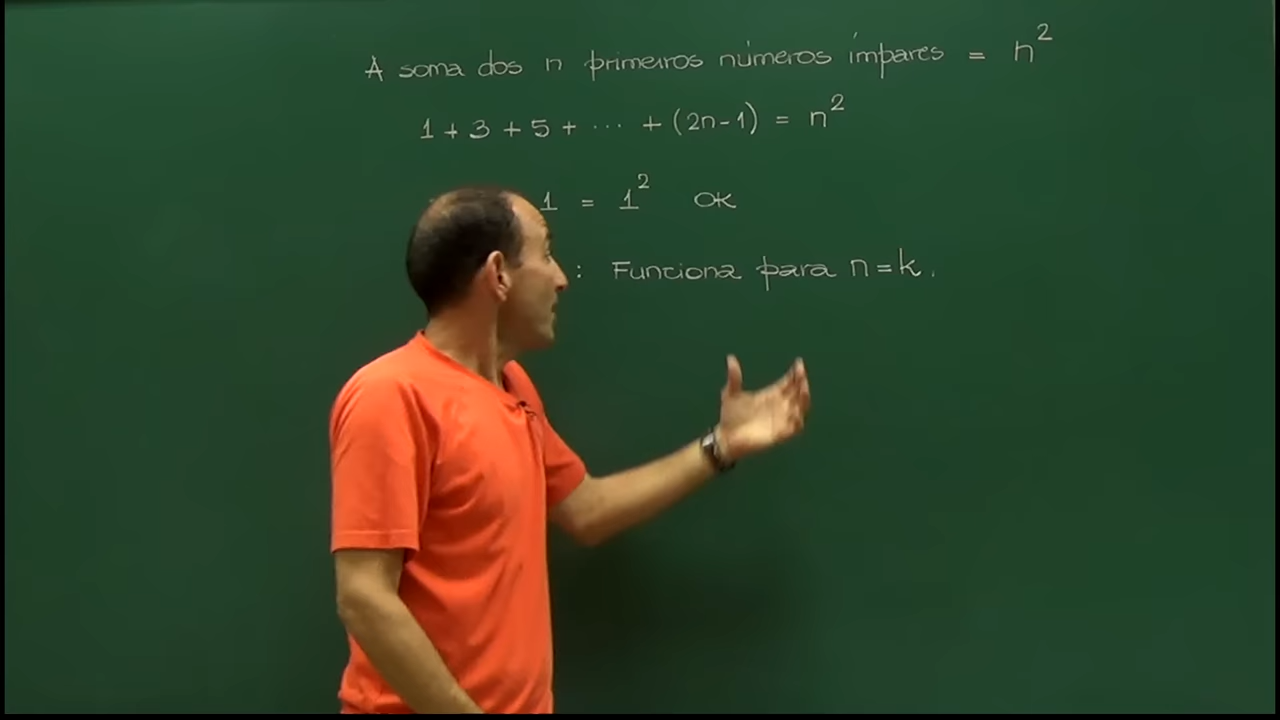 A soma dos n primeiros números ímpares = n²
1 + 3 + 5 + ... + (2n-1) = n²
1 = 1² OK
: Funciona para n=k.